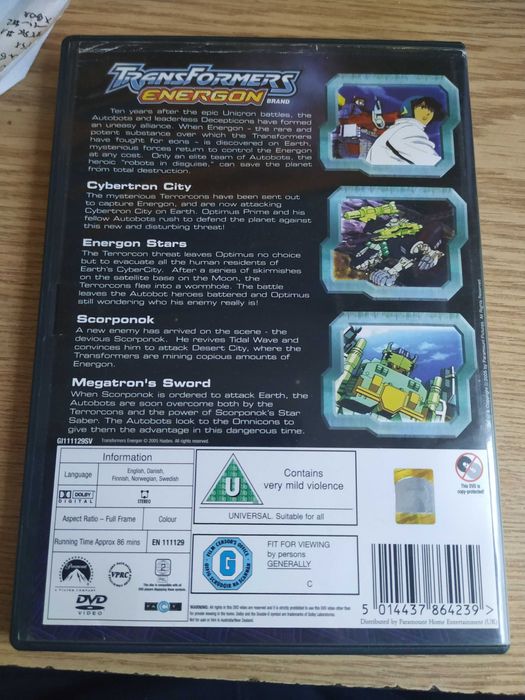 TRANSFORMERS
ENERGON BRAND
Ten years after the epic Unicron battles, the
Autobots and leaderless Decepticons have formed
an uneasy alliance. When Energon - the rare and
potent substance over which the Transformers
have fought for eons - is discovered on Earth,
mysterious forces return to control the Energon
at any cost. Only an elite team of Autobots, the
heroic "robots in disguise," can save the planet
from total destruction.
Cybertron City
The mysterious Terrorcons have been sent out
to capture Energon, and are now attacking
Cybertron City on Earth. Optimus Prime and his
fellow Autobots rush to defend the planet against
this new and disturbing threat!
Energon Stars
The Terrorcon threat leaves Optimus no choice
but to evacuate all the human residents of
Earth's CyberCity. After a series of skirmishes
on the satellite base on the Moon, the
Terrorcons flee into a wormhole. The battle
leaves the Autobot heroes battered and Optimus
still wondering who his enemy really is!
Scorponok
A new enemy has arrived on the scene - the
devious Scorponok. He revives Tidal Wave and
convinces him to attack Desert City, where the
Transformers are mining copious amounts of
Energon.
Megatron's Sword
When Scorponok is ordered to attack Earth, the
Autobots are soon overcome both by the
Terrorcons and the power of Scorponok's Star
Saber. The Autobots look to the Omnicons to
give them the advantage in this dangerous time.
GI111129SV Transformers Energon © 2005 Hasbro. All rights reserved.
Information
Language
English, Danish,
Finnish, Norwegian, Swedish
DOLBY
DIGITAL
STEREO
Aspect Ratio - Full Frame
Colour
Running Time Approx 86 mins
EN 111129
U
Contains
very mild violence
UNIVERSAL. Suitable for all
This DVD is
copy-protected
Paramount
VPRC
2
DVD
VIDEO
FILM CENSOR'S OFFICE
G
FIT FOR VIEWING
by persons
GENERALLY
C
5 014437 864239 >
Distributed by Paramount Home Entertainment (UK)